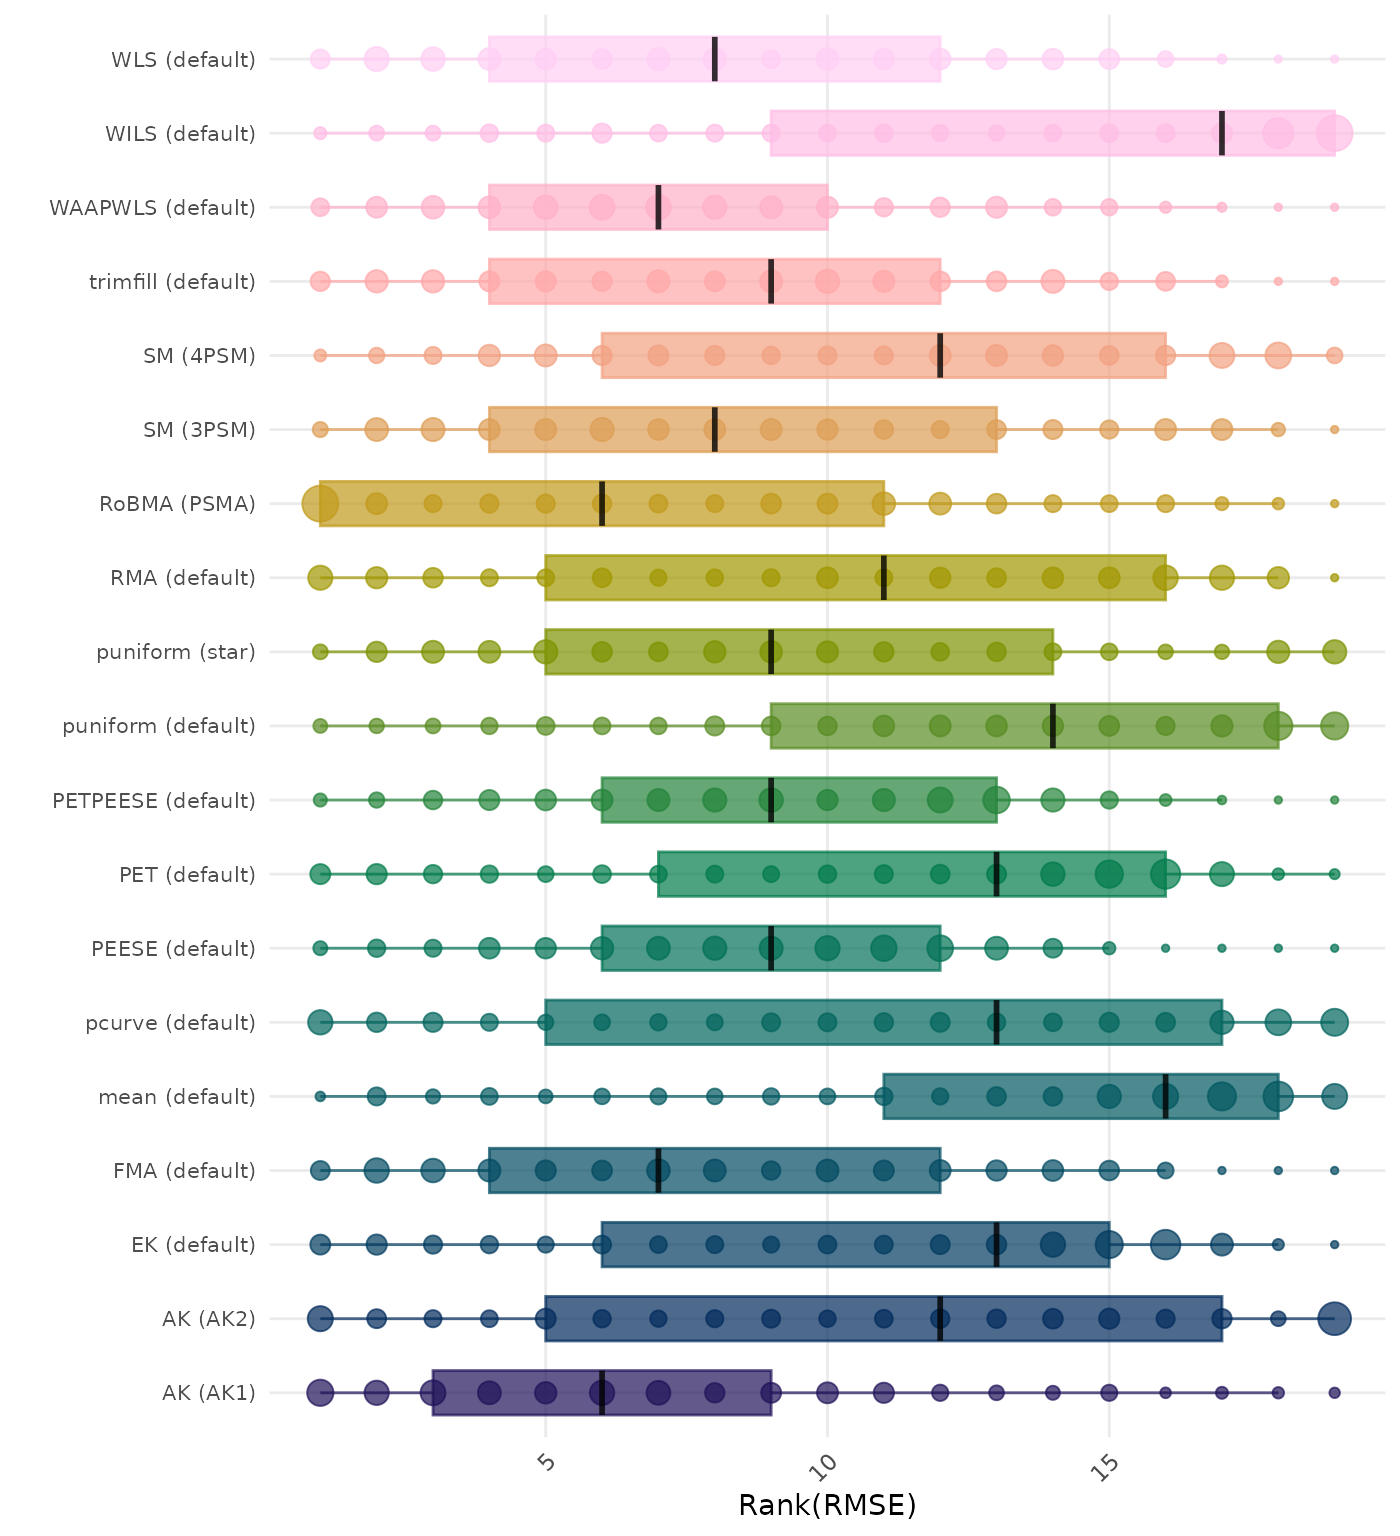 WLS (default)
WILS (default)
WAAPWLS (default)
trimfill (default)
SM (4PSM)
SM (3PSM)
RoBMA (PSMA)
RMA (default)
puniform (star)
puniform (default)
PETPEESE (default)
PET (default)
PEESE (default)
pcurve (default)
mean (default)
FMA (default)
EK (default)
AK (AK2)
AK (AK1)
5
10
15
Rank(RMSE)